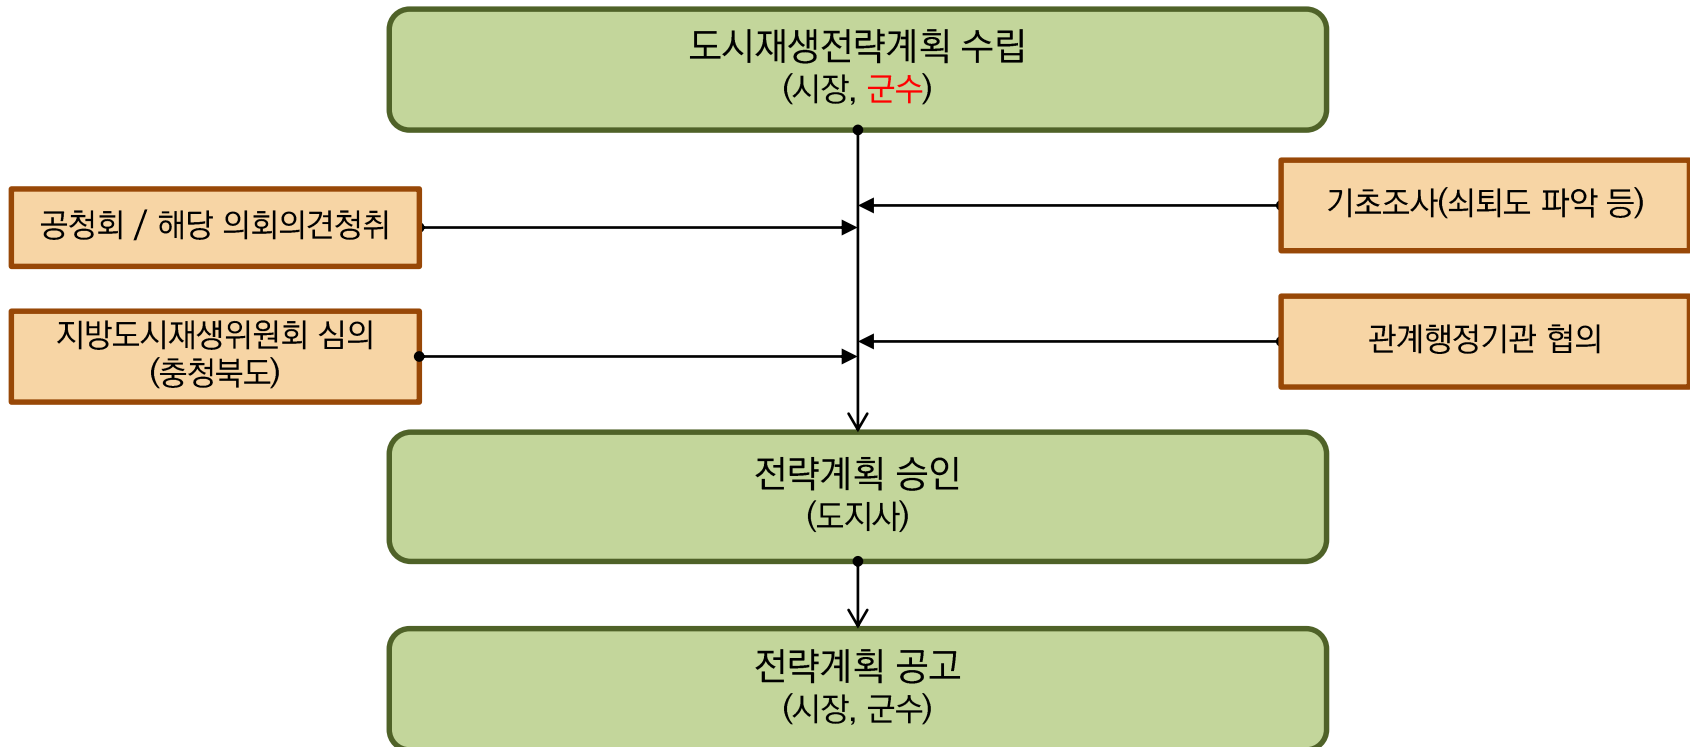 도시재생전략계획 수립
(시장, 군수)
기초조사(쇠퇴도 파악 등)
공청회 / 해당 의회의견청취
관계행정기관 협의
지방도시재생위원회 심의
(충청북도)
전략계획 승인
(도지사)
전략계획 공고
(시장, 군수)